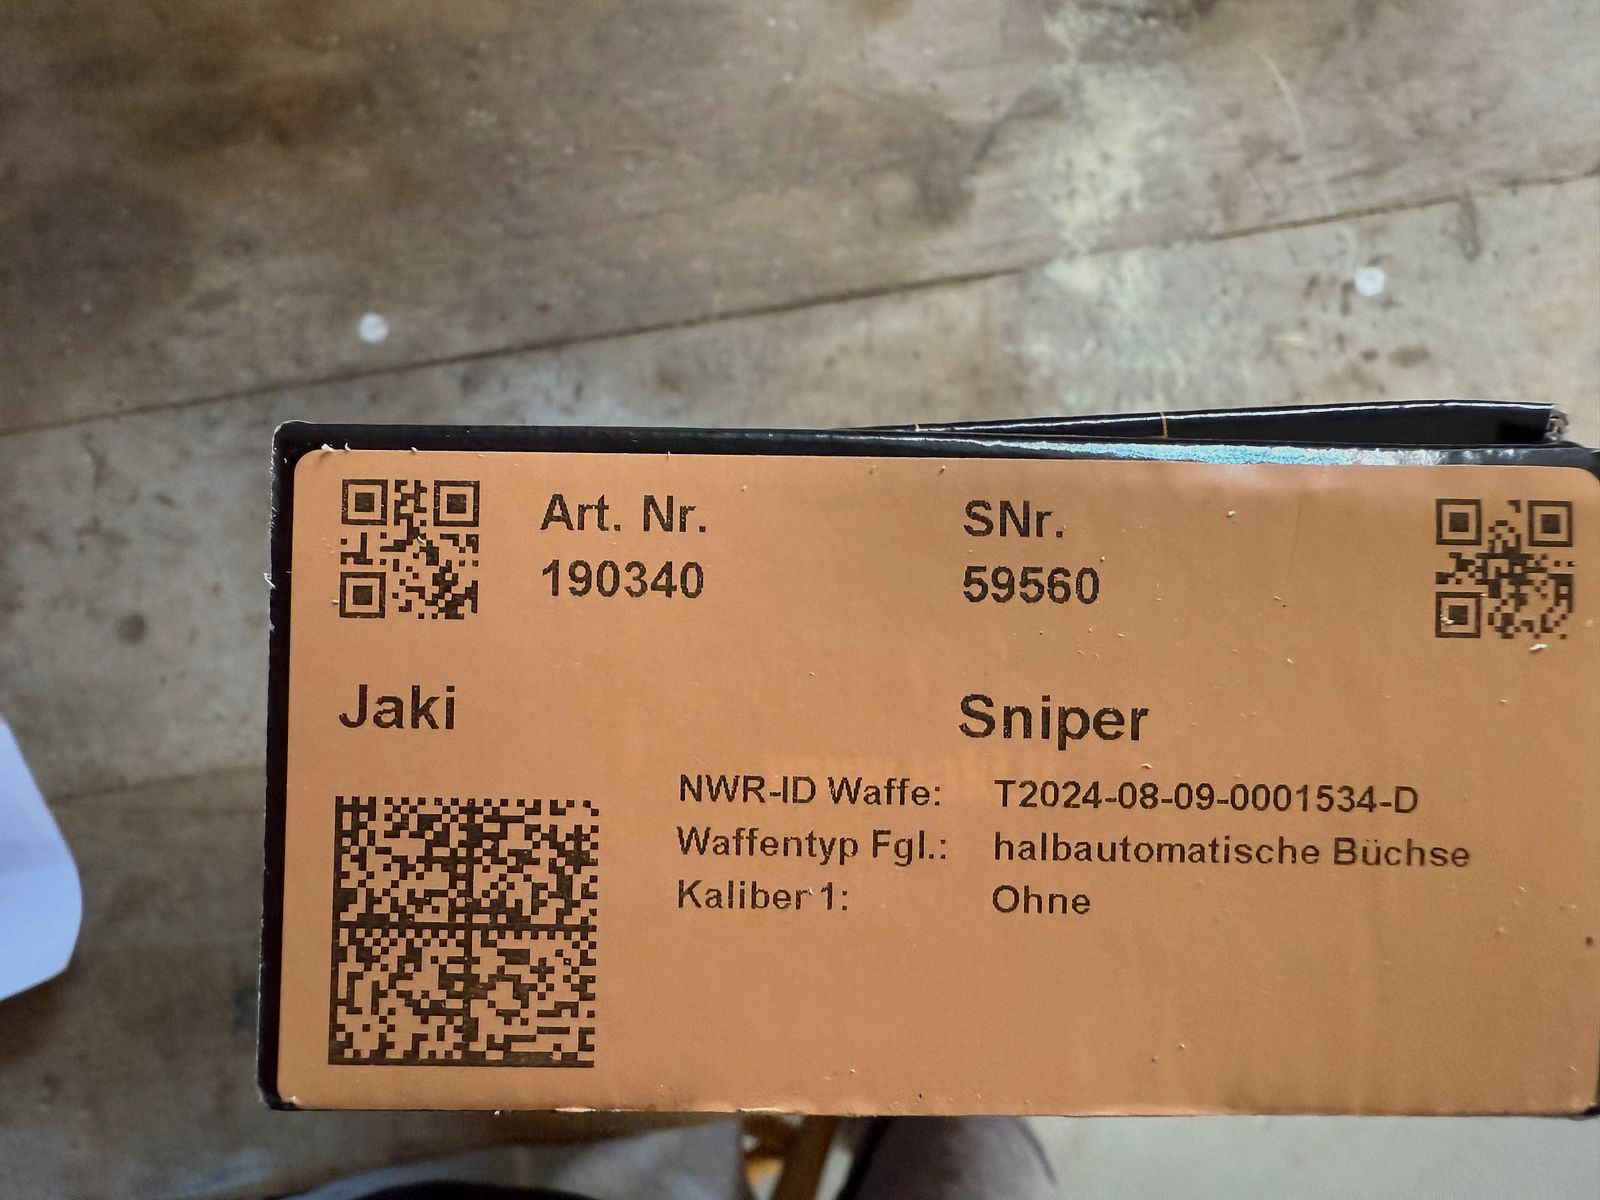 Art. Nr. SNr.
190340 59560
Jaki Sniper
NWR-ID Waffe: T2024-08-09-0001534-D
Waffentyp Fgl.: halbautomatische Büchse
Kaliber 1: Ohne